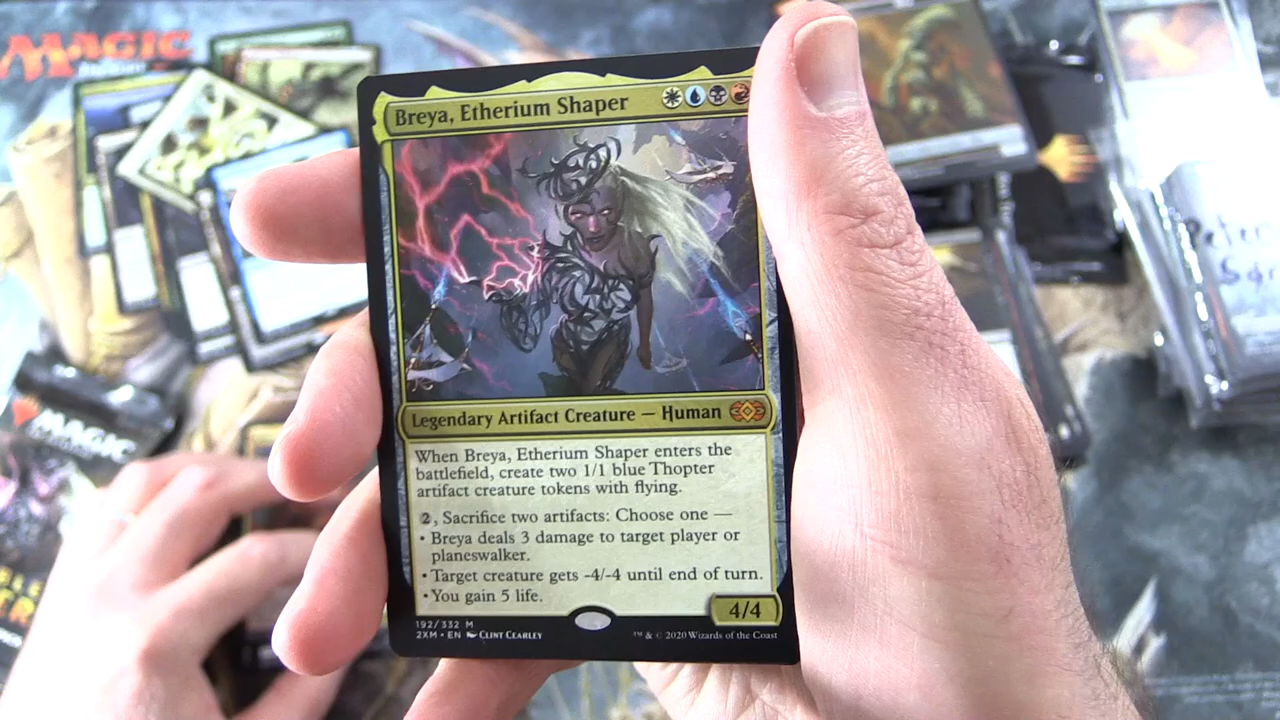 MAGIC
Breya, Etherium Shaper
Legendary Artifact Creature — Human
When Breya, Etherium Shaper enters the
battlefield, create two 1/1 blue Thopter
artifact creature tokens with flying.
2, Sacrifice two artifacts: Choose one —
• Breya deals 3 damage to target player or
planeswalker.
• Target creature gets -4/-4 until end of turn.
• You gain 5 life.
4/4
192/332 M
2XM • EN CLINT CEARLEY
™ & © 2020 Wizards of the Coast
Peter
MAGIC